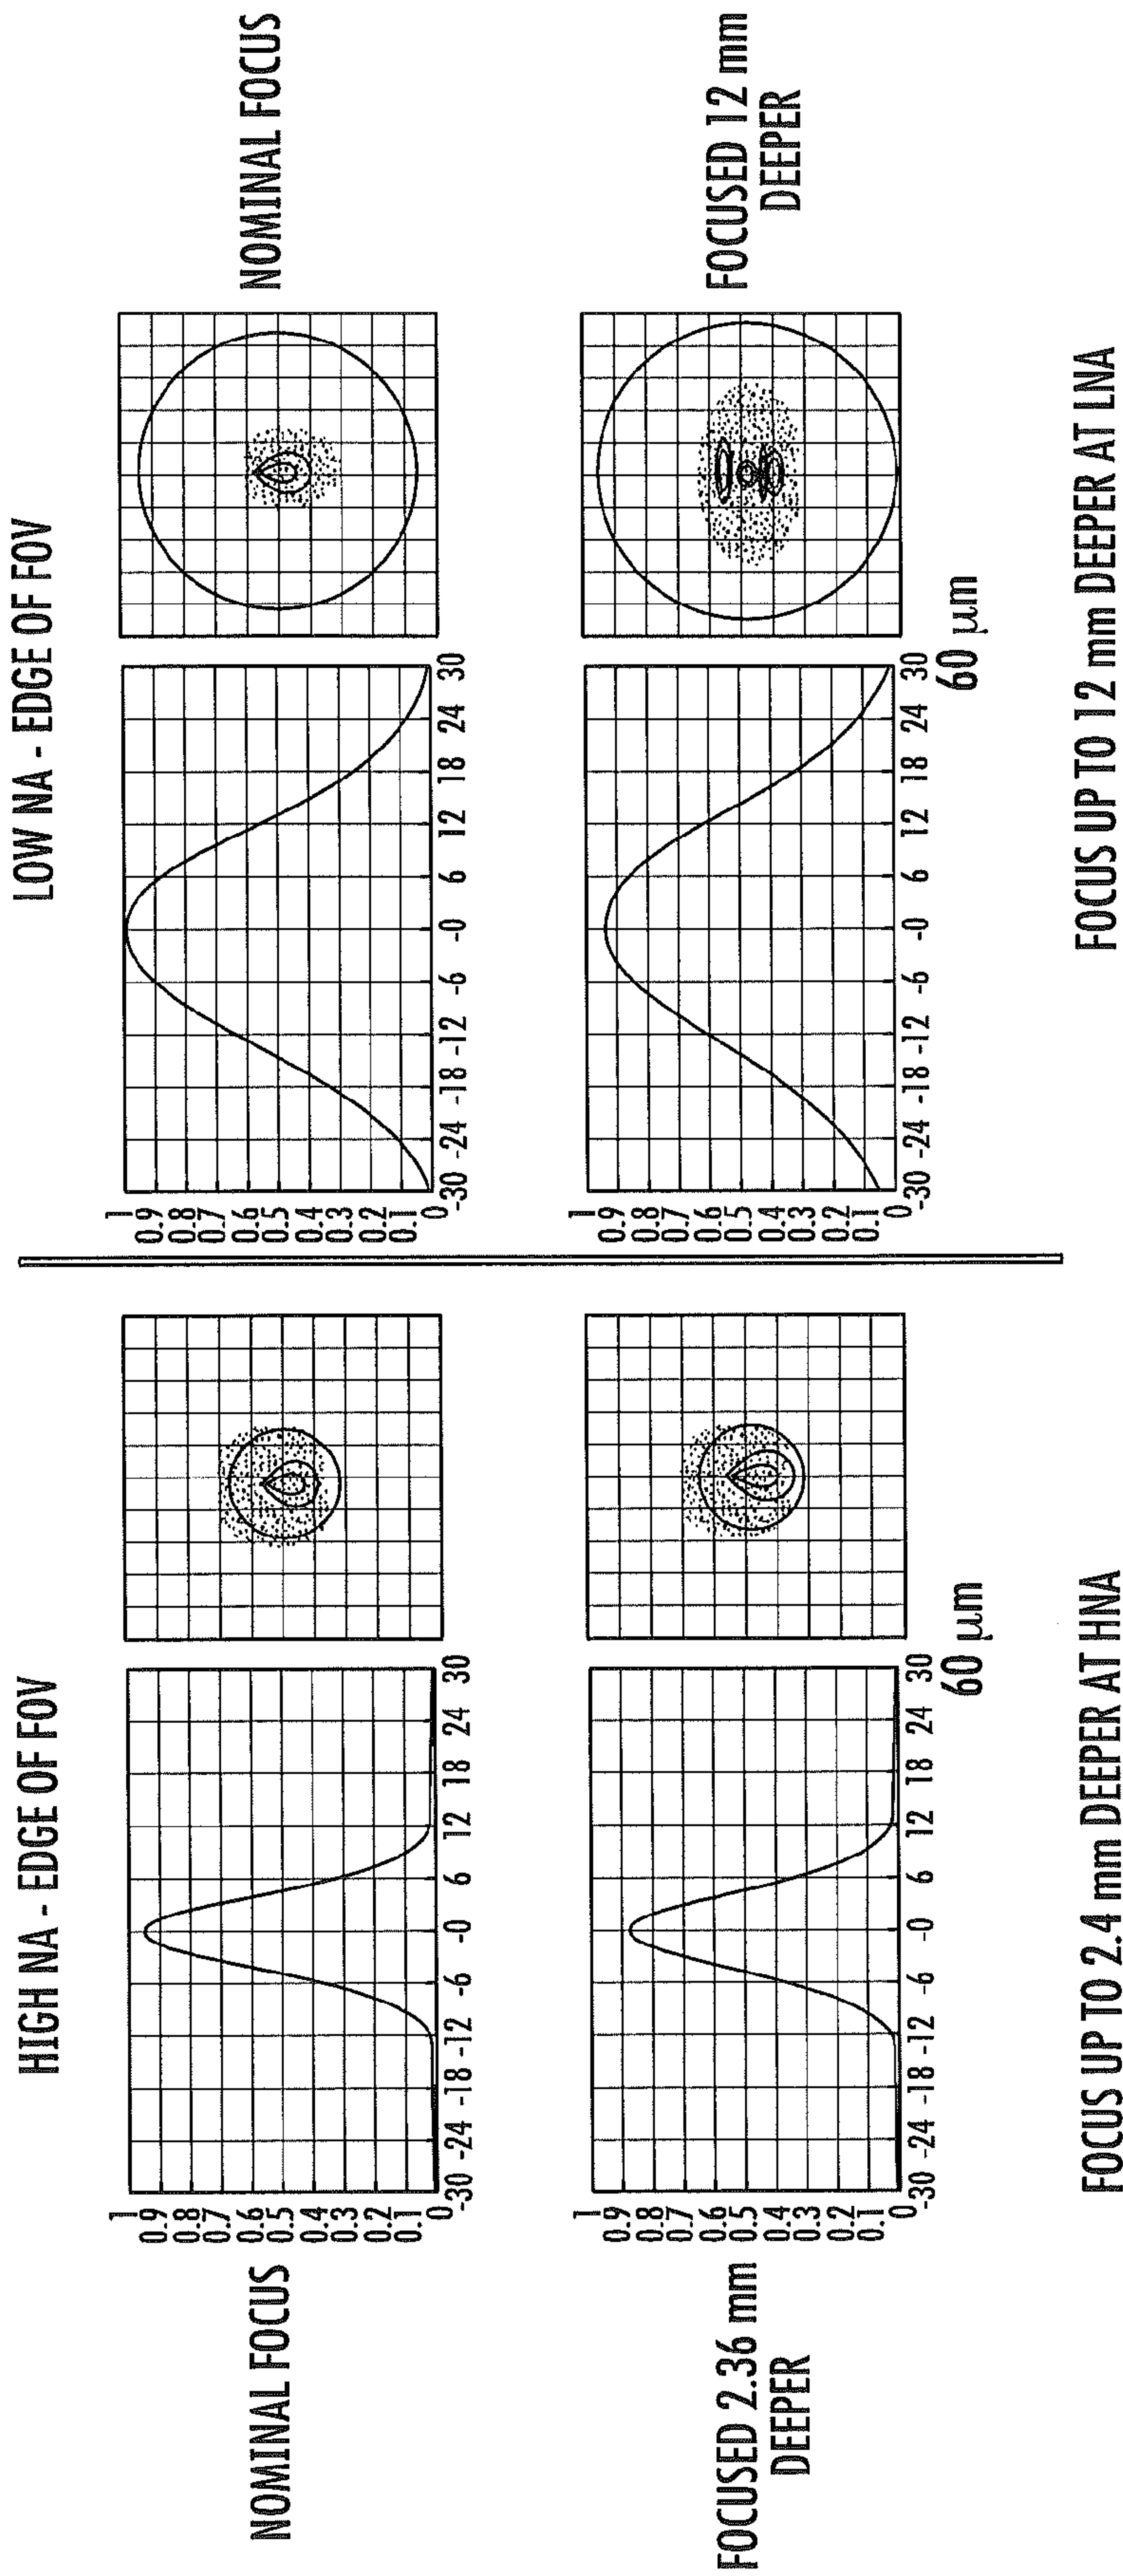 HIGH NA - EDGE OF FOV
NOMINAL FOCUS
1
0.9
0.8
0.7
0.6
0.5
0.4
0.3
0.2
0.1
0
-30 -24 -18 -12 -6 -0 6 12 18 24 30
FOCUSED 2.36 mm
DEEPER
1
0.9
0.8
0.7
0.6
0.5
0.4
0.3
0.2
0.1
0
-30 -24 -18 -12 -6 -0 6 12 18 24 30
60 µm
FOCUS UP TO 2.4 mm DEEPER AT HNA
LOW NA - EDGE OF FOV
1
0.9
0.8
0.7
0.6
0.5
0.4
0.3
0.2
0.1
0
-30 -24 -18 -12 -6 -0 6 12 18 24 30
NOMINAL FOCUS
1
0.9
0.8
0.7
0.6
0.5
0.4
0.3
0.2
0.1
0
-30 -24 -18 -12 -6 -0 6 12 18 24 30
60 µm
FOCUSED 12 mm
DEEPER
FOCUS UP TO 12 mm DEEPER AT LNA